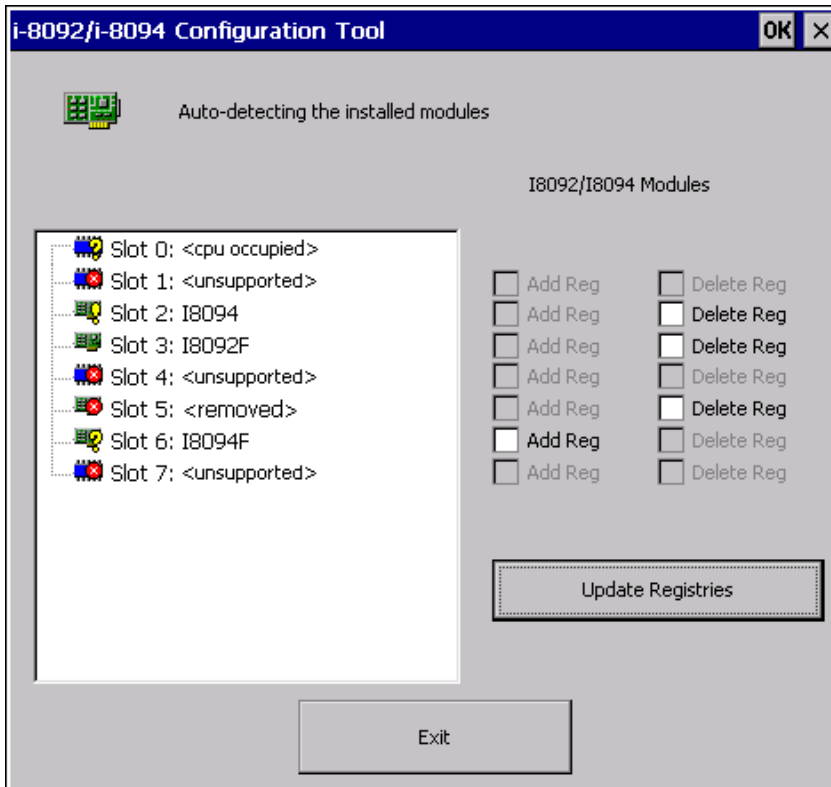 i-8092/i-8094 Configuration Tool
OK
Auto-detecting the installed modules
I8092/I8094 Modules
Slot 0: <cpu occupied>
Slot 1: <unsupported>
Add Reg Delete Reg
Slot 2: I8094
Add Reg Delete Reg
Slot 3: I8092F
Add Reg Delete Reg
Slot 4: <unsupported>
Add Reg Delete Reg
Slot 5: <removed>
Add Reg Delete Reg
Slot 6: I8094F
Add Reg Delete Reg
Slot 7: <unsupported>
Add Reg Delete Reg
Update Registries
Exit